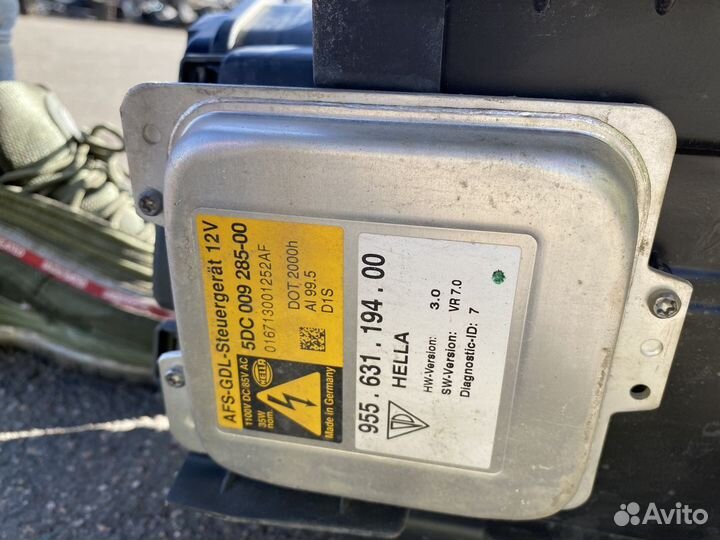 AFS-GDL-Steuergerät 12V
5DC 009 285-00
016713001252AF
1100V DC/85V AC
35W
nom.
HELLA
DOT 2000h
AI 99.5
D1S
Made in Germany
955.631.194.00
HELLA
HW-Version: 3.0
SW-Version: VR 7.0
Diagnostic-ID: 7
Avito